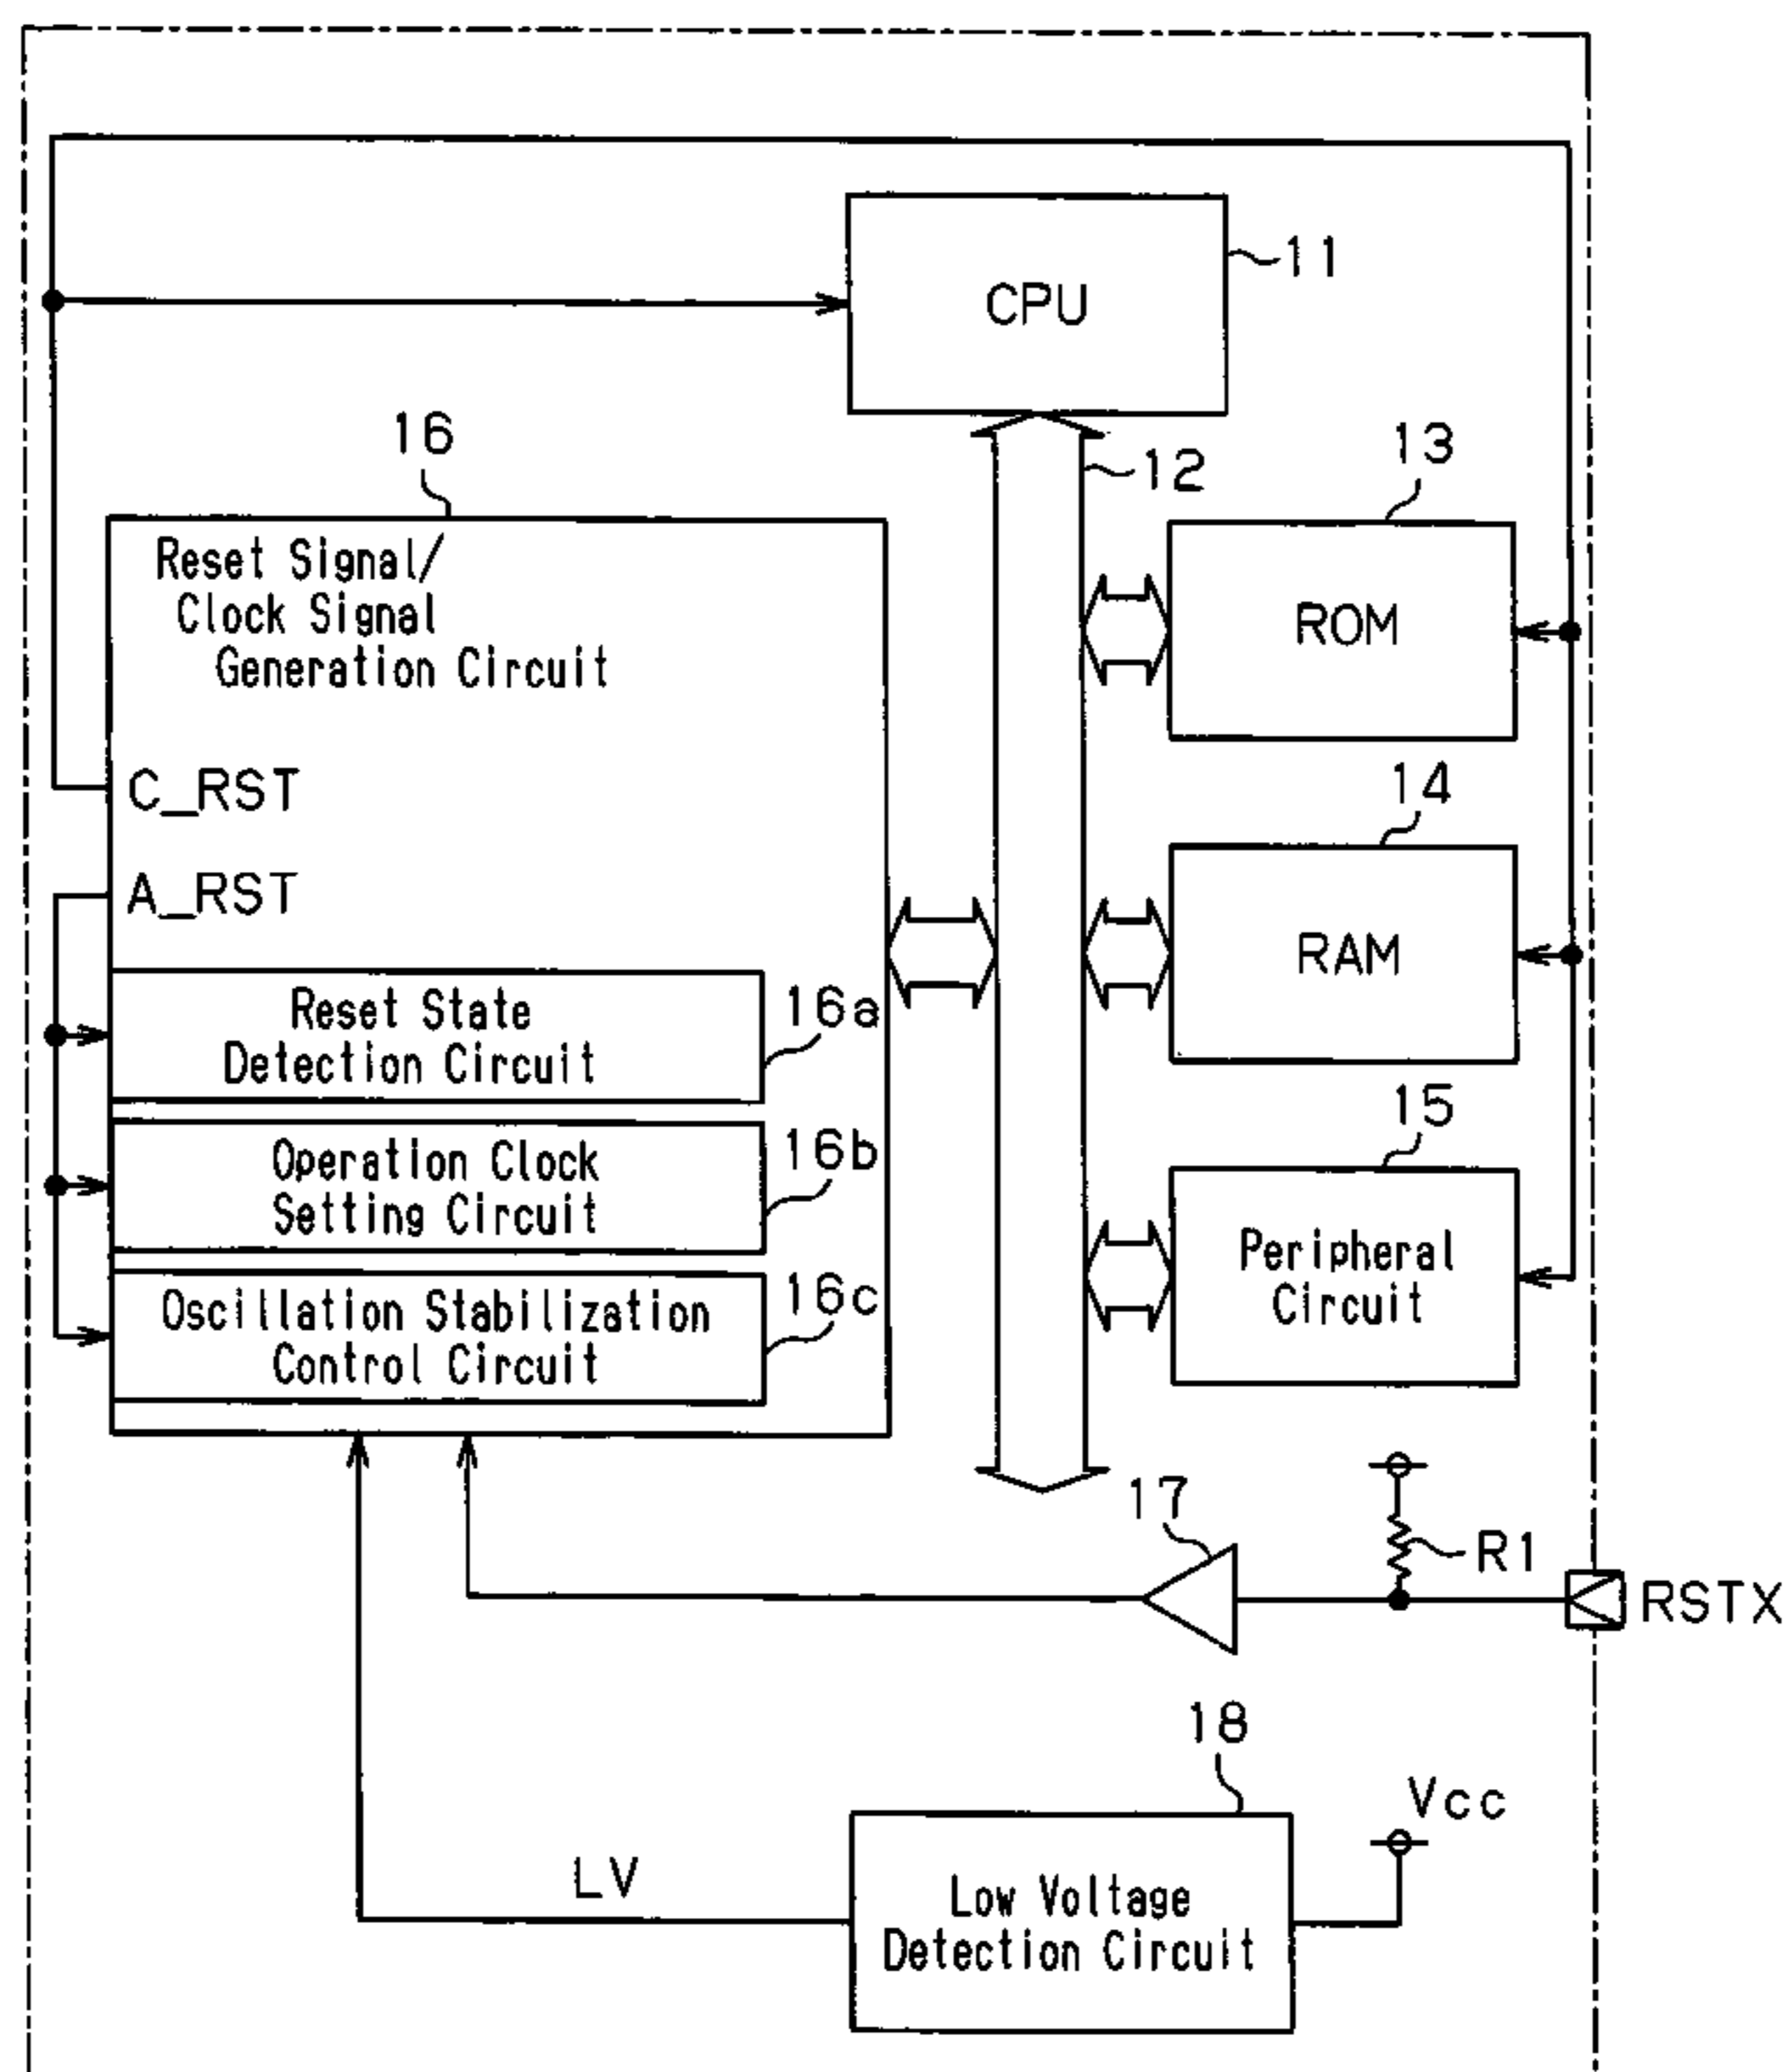 11
CPU
16
12
13
Reset Signal/
Clock Signal
Generation Circuit
ROM
C_RST
14
A_RST
RAM
Reset State
Detection Circuit
16a
15
Operation Clock
Setting Circuit
16b
Peripheral
Circuit
Oscillation Stabilization
Control Circuit
16c
17
R1
RSTX
18
Vcc
LV
Low Voltage
Detection Circuit